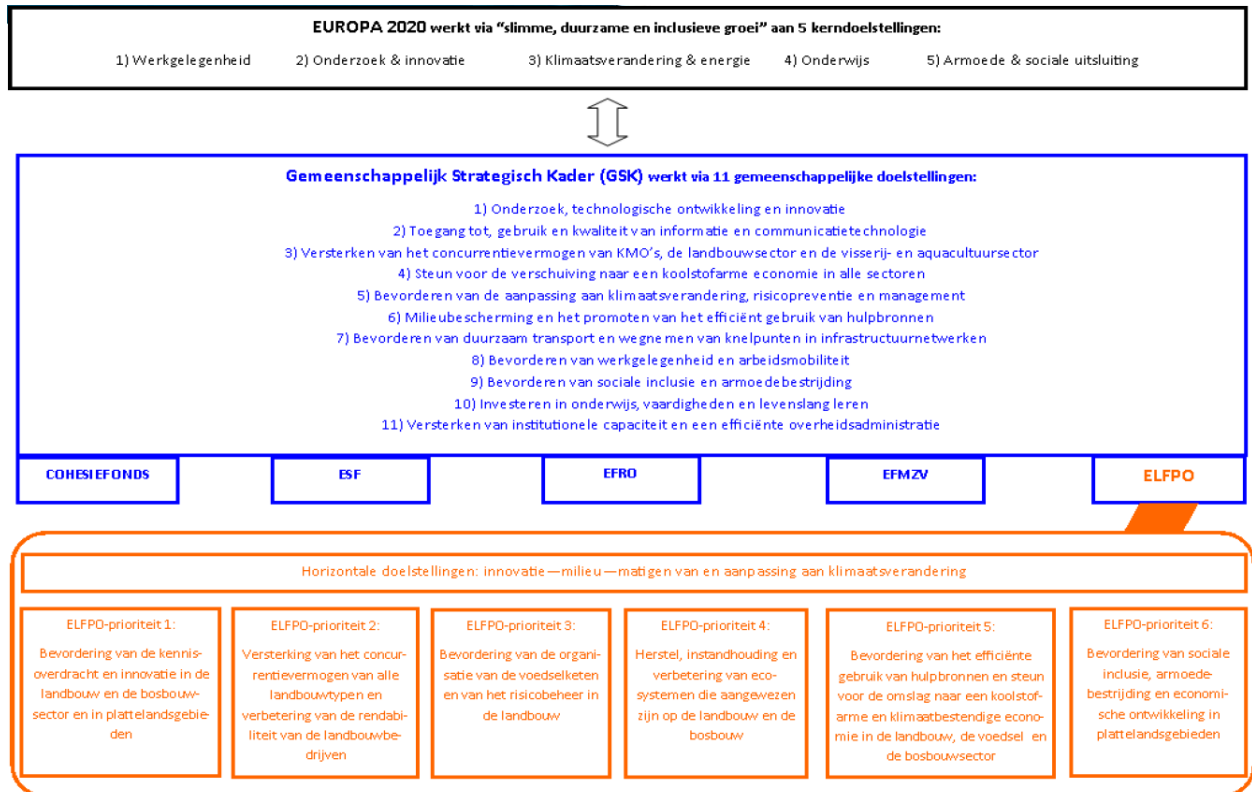 EUROPA 2020 werkt via “slimme, duurzame en inclusieve groei” aan 5 kerndoelstellingen:
1) Werkgelegenheid 2) Onderzoek & innovatie 3) Klimaatsverandering & energie 4) Onderwijs 5) Armoede & sociale uitsluiting
Gemeenschappelijk Strategisch Kader (GSK) werkt via 11 gemeenschappelijke doelstellingen:
1) Onderzoek, technologische ontwikkeling en innovatie
2) Toegang tot, gebruik en kwaliteit van informatie en communicatietechnologie
3) Versterken van het concurrentievermogen van KMO’s, de landbouwsector en de visserij- en aquacultuursector
4) Steun voor de verschuiving naar een koolstofarme economie in alle sectoren
5) Bevorderen van de aanpassing aan klimaatsverandering, risicopreventie en management
6) Milieubescherming en het promoten van het efficiënt gebruik van hulpbronnen
7) Bevorderen van duurzaam transport en wegnemen van knelpunten in infrastructuurnetwerken
8) Bevorderen van werkgelegenheid en arbeidsmobiliteit
9) Bevorderen van sociale inclusie en armoedebestrijding
10) Investeren in onderwijs, vaardigheden en levenslang leren
11) Versterken van institutionele capaciteit en een efficiënte overheidsadministratie
COHESIEFONDS
ESF
EFRO
EFMZV
ELFPO
Horizontale doelstellingen: innovatie—milieu—matigen van en aanpassing aan klimaatsverandering
ELFPO-prioriteit 1:
Bevordering van de kennis-
overdracht en innovatie in de
landbouw en de bosbouw-
sector en in plattelandsgebie-
den
ELFPO-prioriteit 2:
Versterking van het concur-
rentievermogen van alle
landbouwtypen en
verbetering van de rendabi-
liteit van de landbouwbe-
drijven
ELFPO-prioriteit 3:
Bevordering van de organi-
satie van de voedselketen
en van het risicobeheer in
de landbouw
ELFPO-prioriteit 4:
Herstel, instandhouding en
verbetering van eco-
systemen die aangewezen
zijn op de landbouw en de
bosbouw
ELFPO-prioriteit 5:
Bevordering van het efficiënte
gebruik van hulpbronnen en steun
voor de omslag naar een koolstof-
arme en klimaatbestendige econo-
mie in de landbouw, de voedsel en
de bosbouwsector
ELFPO-prioriteit 6:
Bevordering van sociale
inclusie, armoede-
bestrijding en economi-
sche ontwikkeling in
plattelandsgebieden